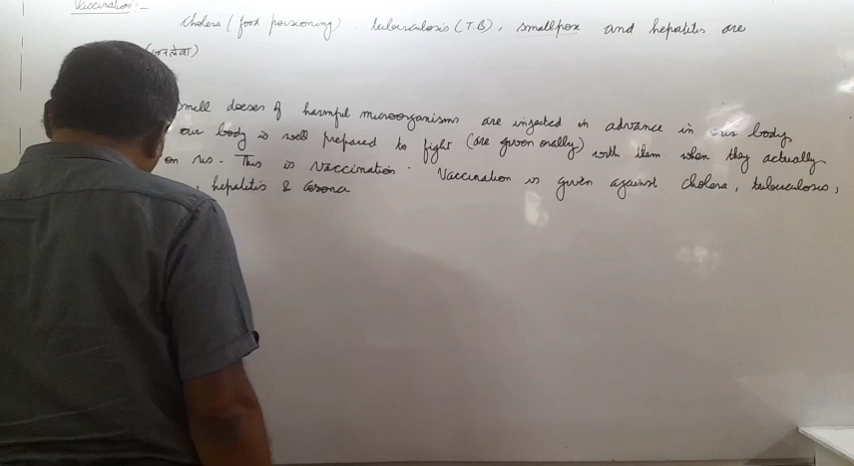 Vaccination:-
Cholera (food poisoning). tuberculosis (T.B), smallpox and hepatitis are
(जानलेवा)
small doeses of harmful microorganisms are injected in advance in our body
our body is well prepared to fight (are given orally) with them when they actually
on us. This is vaccination. Vaccination is given against cholera, tuberculosis,
hepatitis & Corona